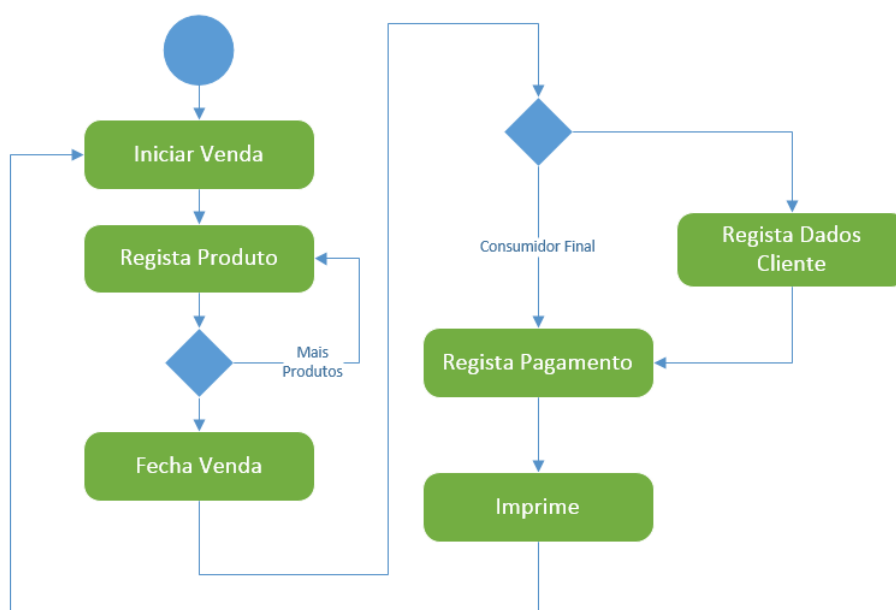 Iniciar Venda
Regista Produto
Mais
Produtos
Fecha Venda
Consumidor Final
Regista Dados
Cliente
Regista Pagamento
Imprime